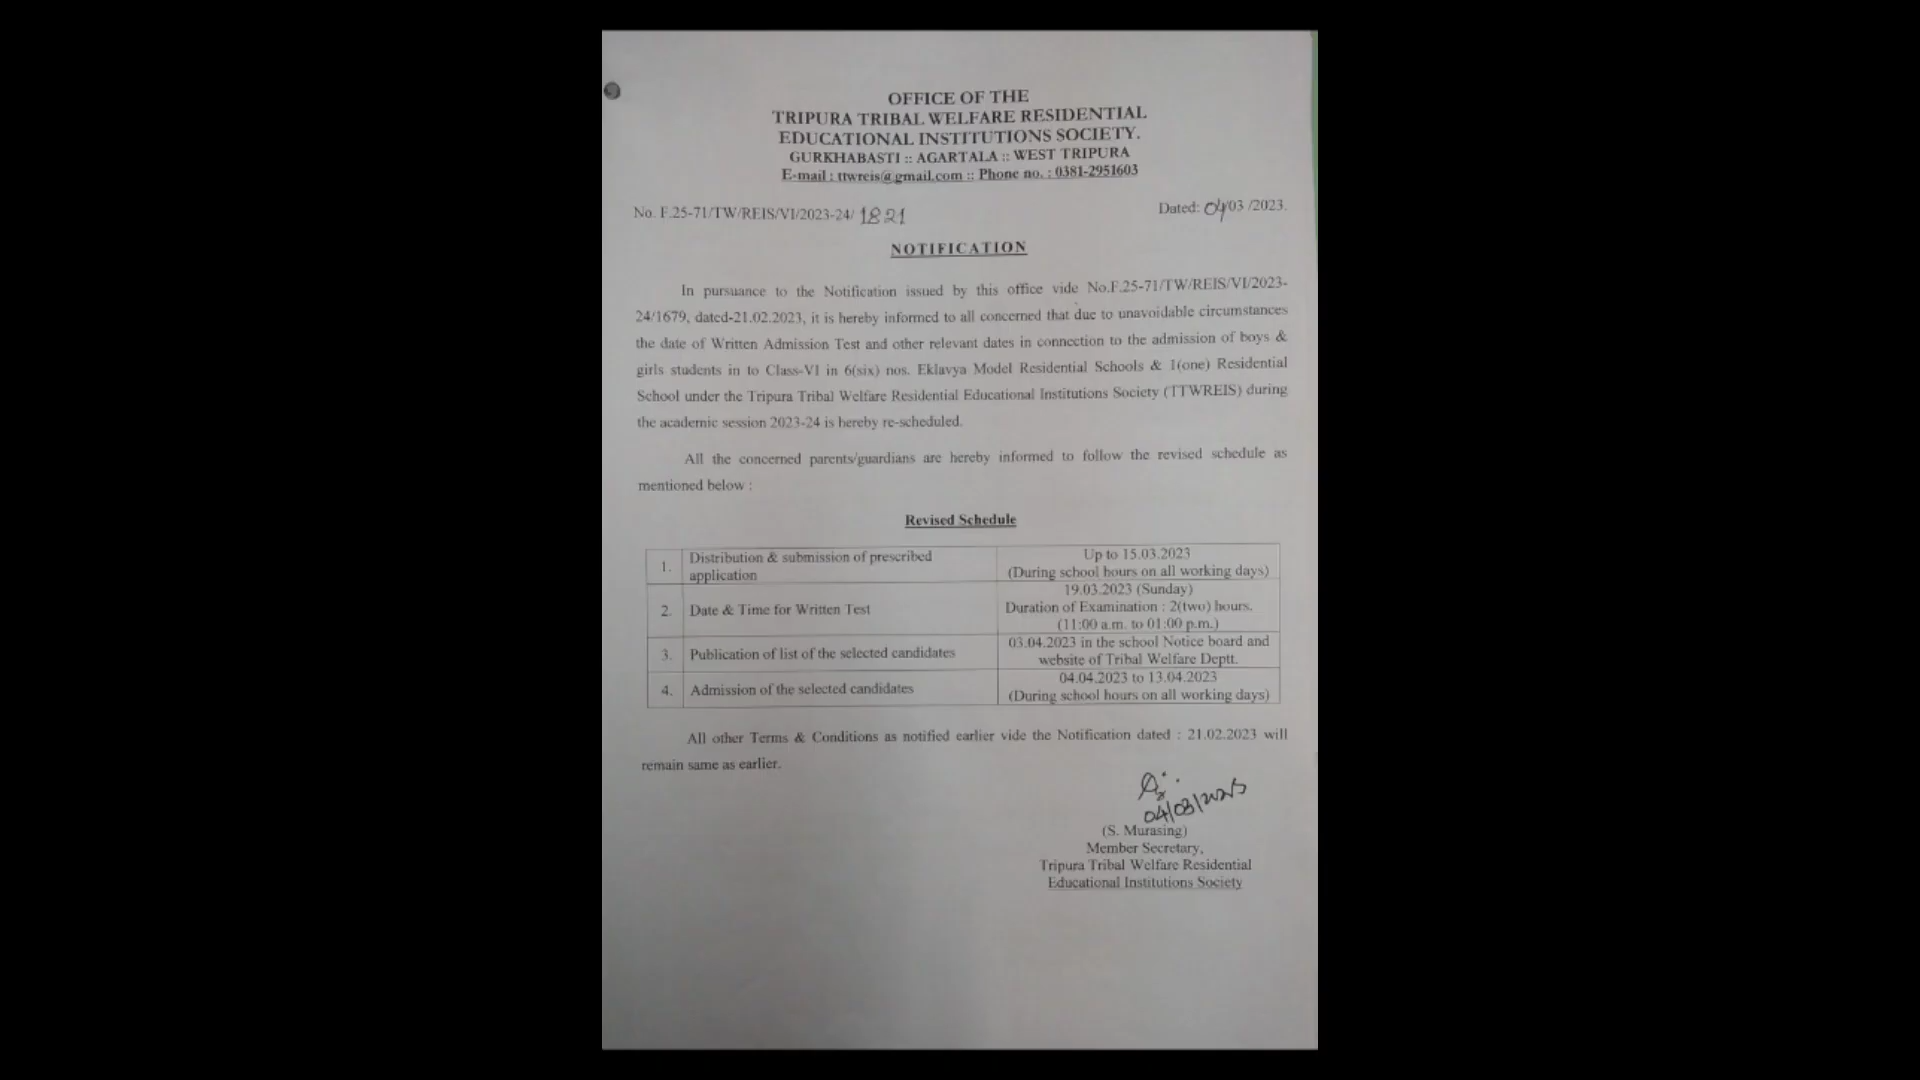 OFFICE OF THE
TRIPURA TRIBAL WELFARE RESIDENTIAL
EDUCATIONAL INSTITUTIONS SOCIETY.
GURKHABASTI :: AGARTALA :: WEST TRIPURA
E-mail : ttwreis@gmail.com :: Phone no. : 0381-2951603
No. F.25-71/TW/REIS/VI/2023-24/ 1821 Dated: 04/03 /2023.
NOTIFICATION
In pursuance to the Notification issued by this office vide No.F.25-71/TW/REIS/VI/2023-
24/1679, dated-21.02.2023, it is hereby informed to all concerned that due to unavoidable circumstances
the date of Written Admission Test and other relevant dates in connection to the admission of boys &
girls students in to Class-VI in 6(six) nos. Eklavya Model Residential Schools & 1(one) Residential
School under the Tripura Tribal Welfare Residential Educational Institutions Society (TTWREIS) during
the academic session 2023-24 is hereby re-scheduled.
All the concerned parents/guardians are hereby informed to follow the revised schedule as
mentioned below :
Revised Schedule
1. Distribution & submission of prescribed
application
Up to 15.03.2023
(During school hours on all working days)
2. Date & Time for Written Test
19.03.2023 (Sunday)
Duration of Examination : 2(two) hours.
(11:00 a.m. to 01:00 p.m.)
3. Publication of list of the selected candidates
03.04.2023 in the school Notice board and
website of Tribal Welfare Deptt.
4. Admission of the selected candidates
04.04.2023 to 13.04.2023
(During school hours on all working days)
All other Terms & Conditions as notified earlier vide the Notification dated : 21.02.2023 will
remain same as earlier.
04/03/2023
(S. Murasing)
Member Secretary,
Tripura Tribal Welfare Residential
Educational Institutions Society